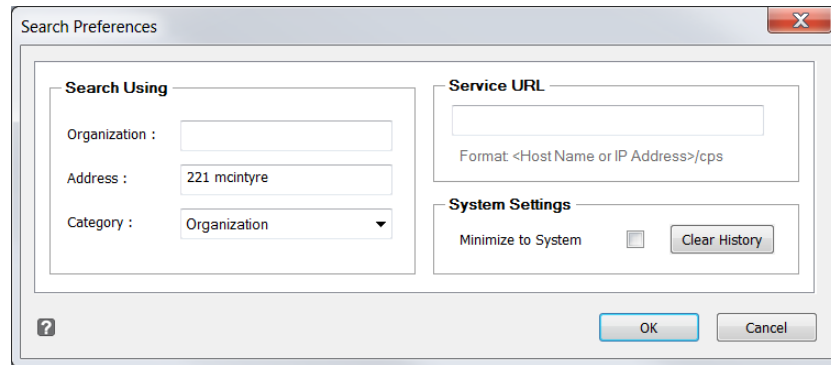 Search Preferences
X
Search Using
Organization :
Address :
221 mcintyre
Category :
Organization
Service URL
Format <Host Name or IP Address>/cps
System Settings
Minimize to System
Clear History
?
OK
Cancel